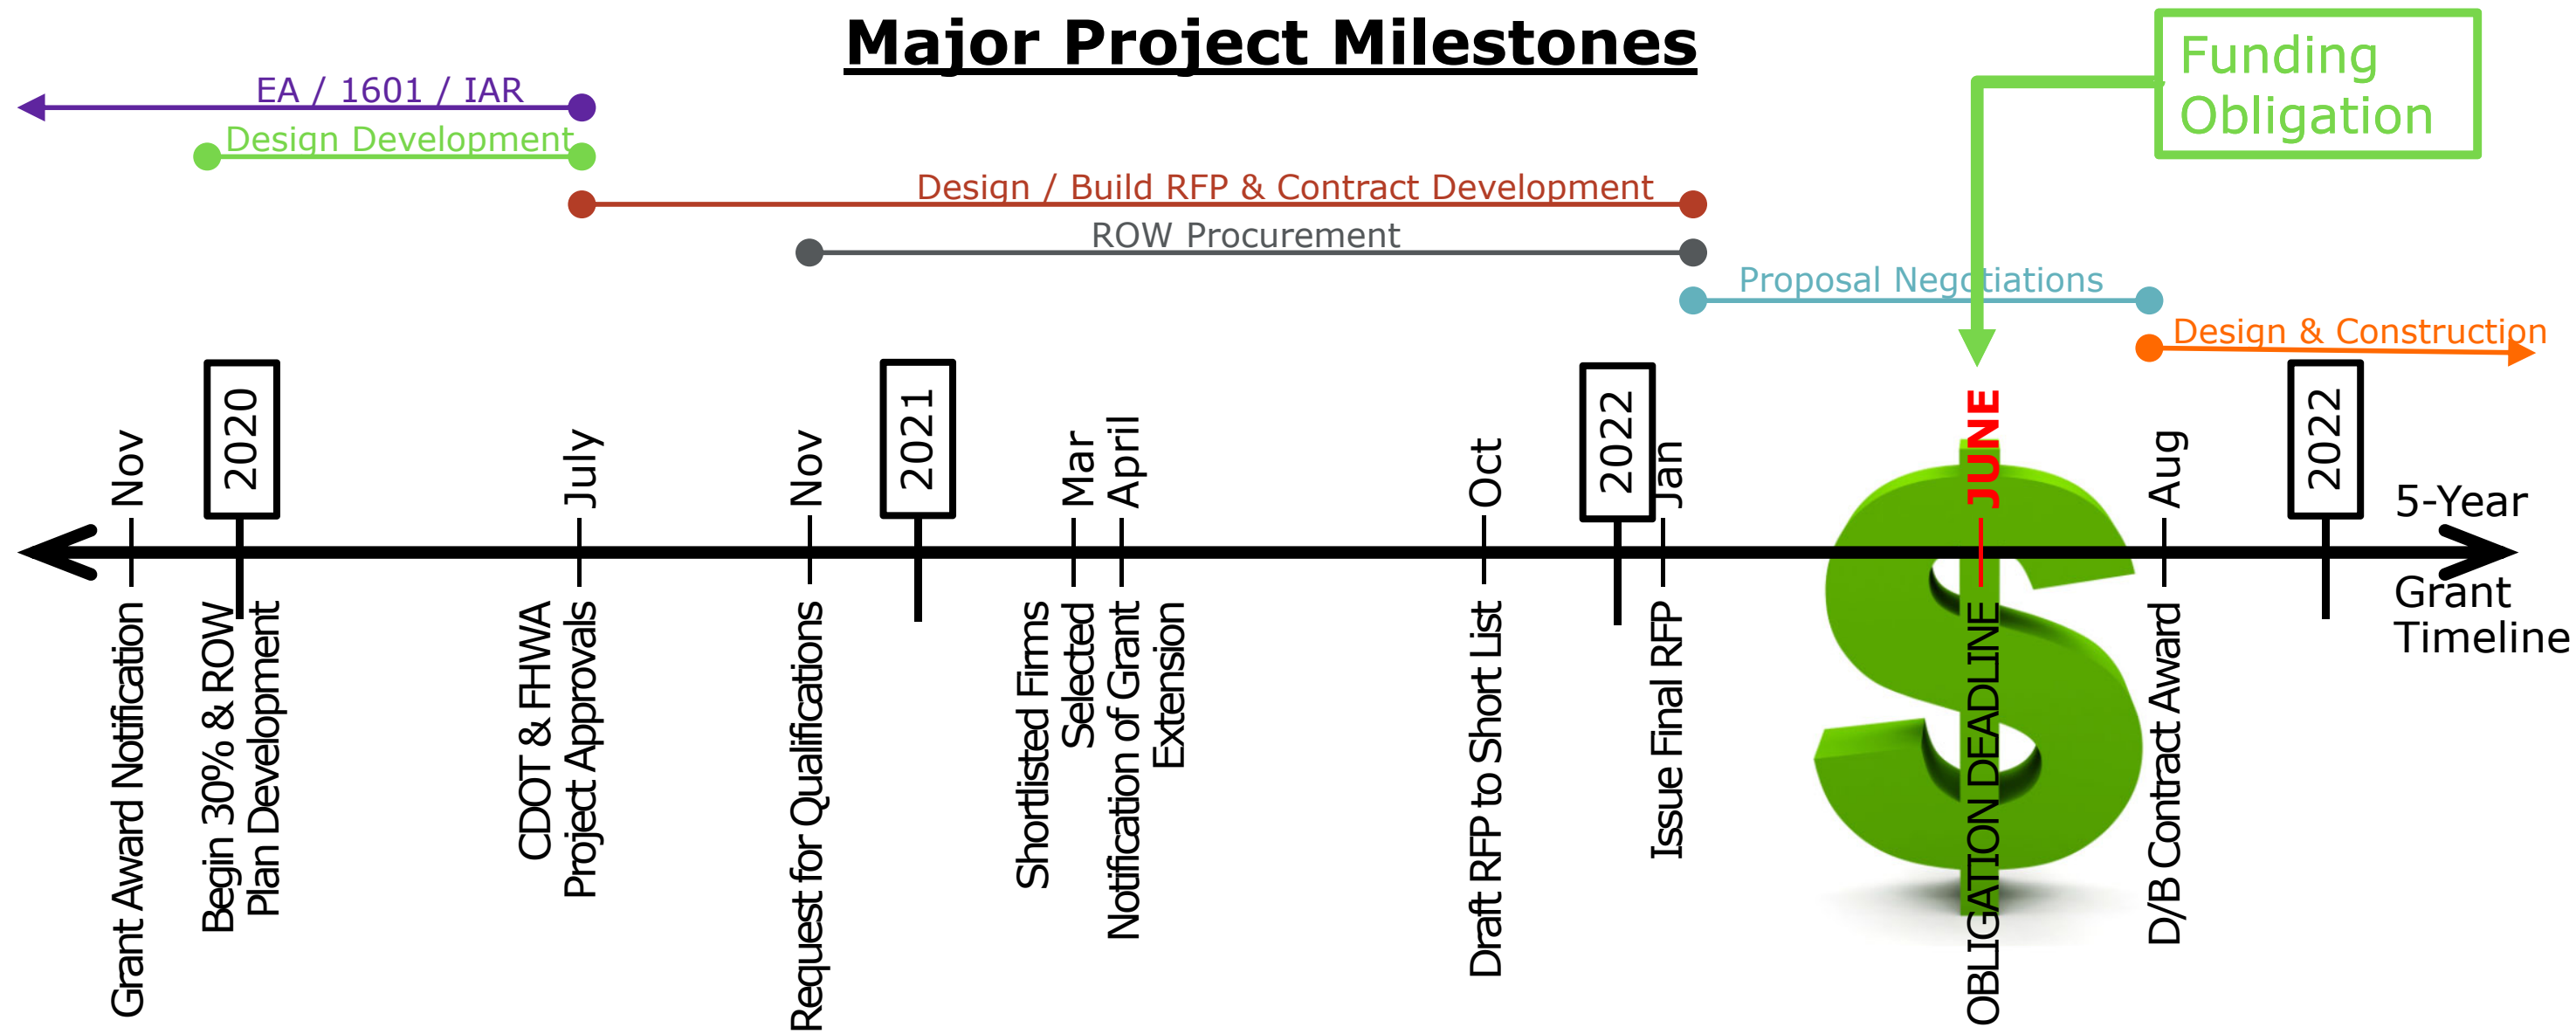 Major Project Milestones
Funding
Obligation
EA / 1601 / IAR
Design Development
Design / Build RFP & Contract Development
ROW Procurement
Proposal Negotiations
Design & Construction
Nov
2020
July
Nov
2021
Mar
April
Oct
2022
Jan
JUNE
Aug
2022
5-Year
Grant
Timeline
Grant Award Notification
Begin 30% & ROW
Plan Development
CDOT & FHWA
Project Approvals
Request for Qualifications
Shortlisted Firms
Selected
Notification of Grant
Extension
Draft RFP to Short List
Issue Final RFP
OBLIGATION DEADLINE
D/B Contract Award